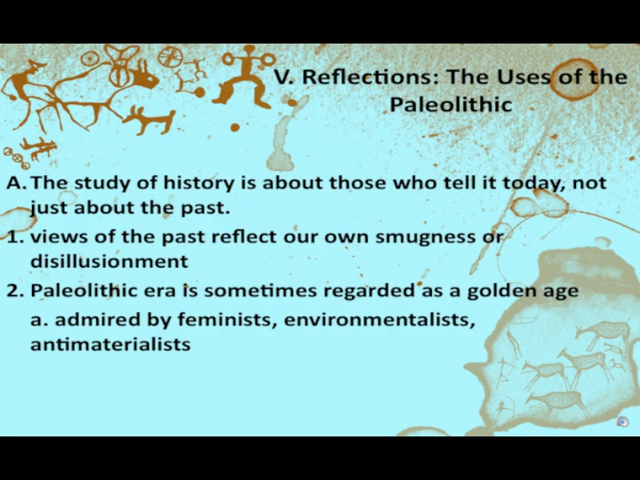 V. Reflections: The Uses of the
Paleolithic
A. The study of history is about those who tell it today, not
just about the past.
1. views of the past reflect our own smugness or
disillusionment
2. Paleolithic era is sometimes regarded as a golden age
a. admired by feminists, environmentalists,
antimaterialists